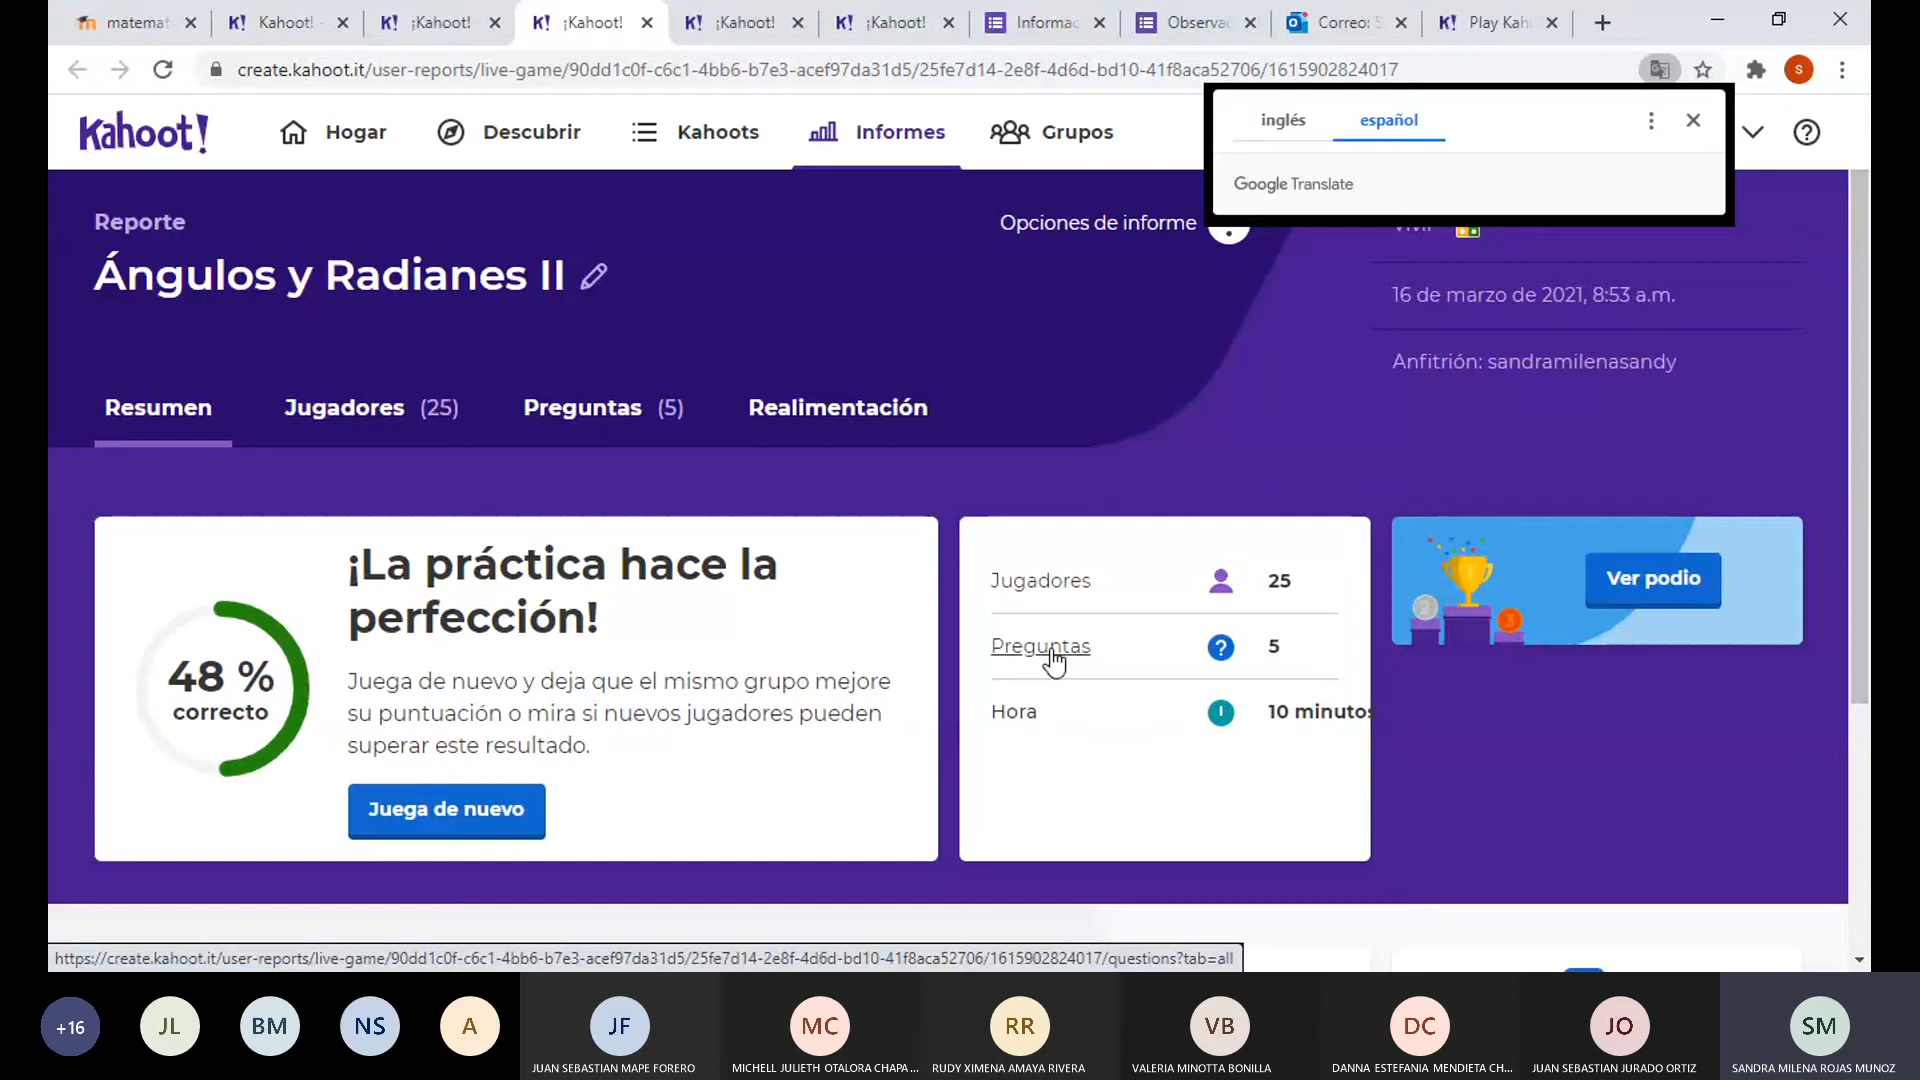 matemat
Kahoot! -
¡Kahoot!
¡Kahoot!
¡Kahoot!
¡Kahoot!
Informac
Observac
Correo: S
Play Kah
create.kahoot.it/user-reports/live-game/90dd1c0f-c6c1-4bb6-b7e3-acef97da31d5/25fe7d14-2e8f-4d6d-bd10-41f8aca52706/1615902824017
S
Kahoot!
Hogar
Descubrir
Kahoots
Informes
Grupos
inglés
español
Google Translate
Reporte
Opciones de informe
Ángulos y Radianes II
16 de marzo de 2021, 8:53 a.m.
Anfitrión: sandramilenasandy
Resumen
Jugadores (25)
Preguntas (5)
Realimentación
48 %
correcto
¡La práctica hace la
perfección!
Juega de nuevo y deja que el mismo grupo mejore
su puntuación o mira si nuevos jugadores pueden
superar este resultado.
Juega de nuevo
Jugadores 25
Preguntas ? 5
Hora 10 minutos
2
3
Ver podio
https://create.kahoot.it/user-reports/live-game/90dd1c0f-c6c1-4bb6-b7e3-acef97da31d5/25fe7d14-2e8f-4d6d-bd10-41f8aca52706/1615902824017/questions?tab=all
+16
JL
BM
NS
A
JF
MC
RR
VB
DC
JO
SM
JUAN SEBASTIAN MAPE FORERO
MICHELL JULIETH OTALORA CHAPA...
RUDY XIMENA AMAYA RIVERA
VALERIA MINOTTA BONILLA
DANNA ESTEFANIA MENDIETA CH...
JUAN SEBASTIAN JURADO ORTIZ
SANDRA MILENA ROJAS MUNOZ